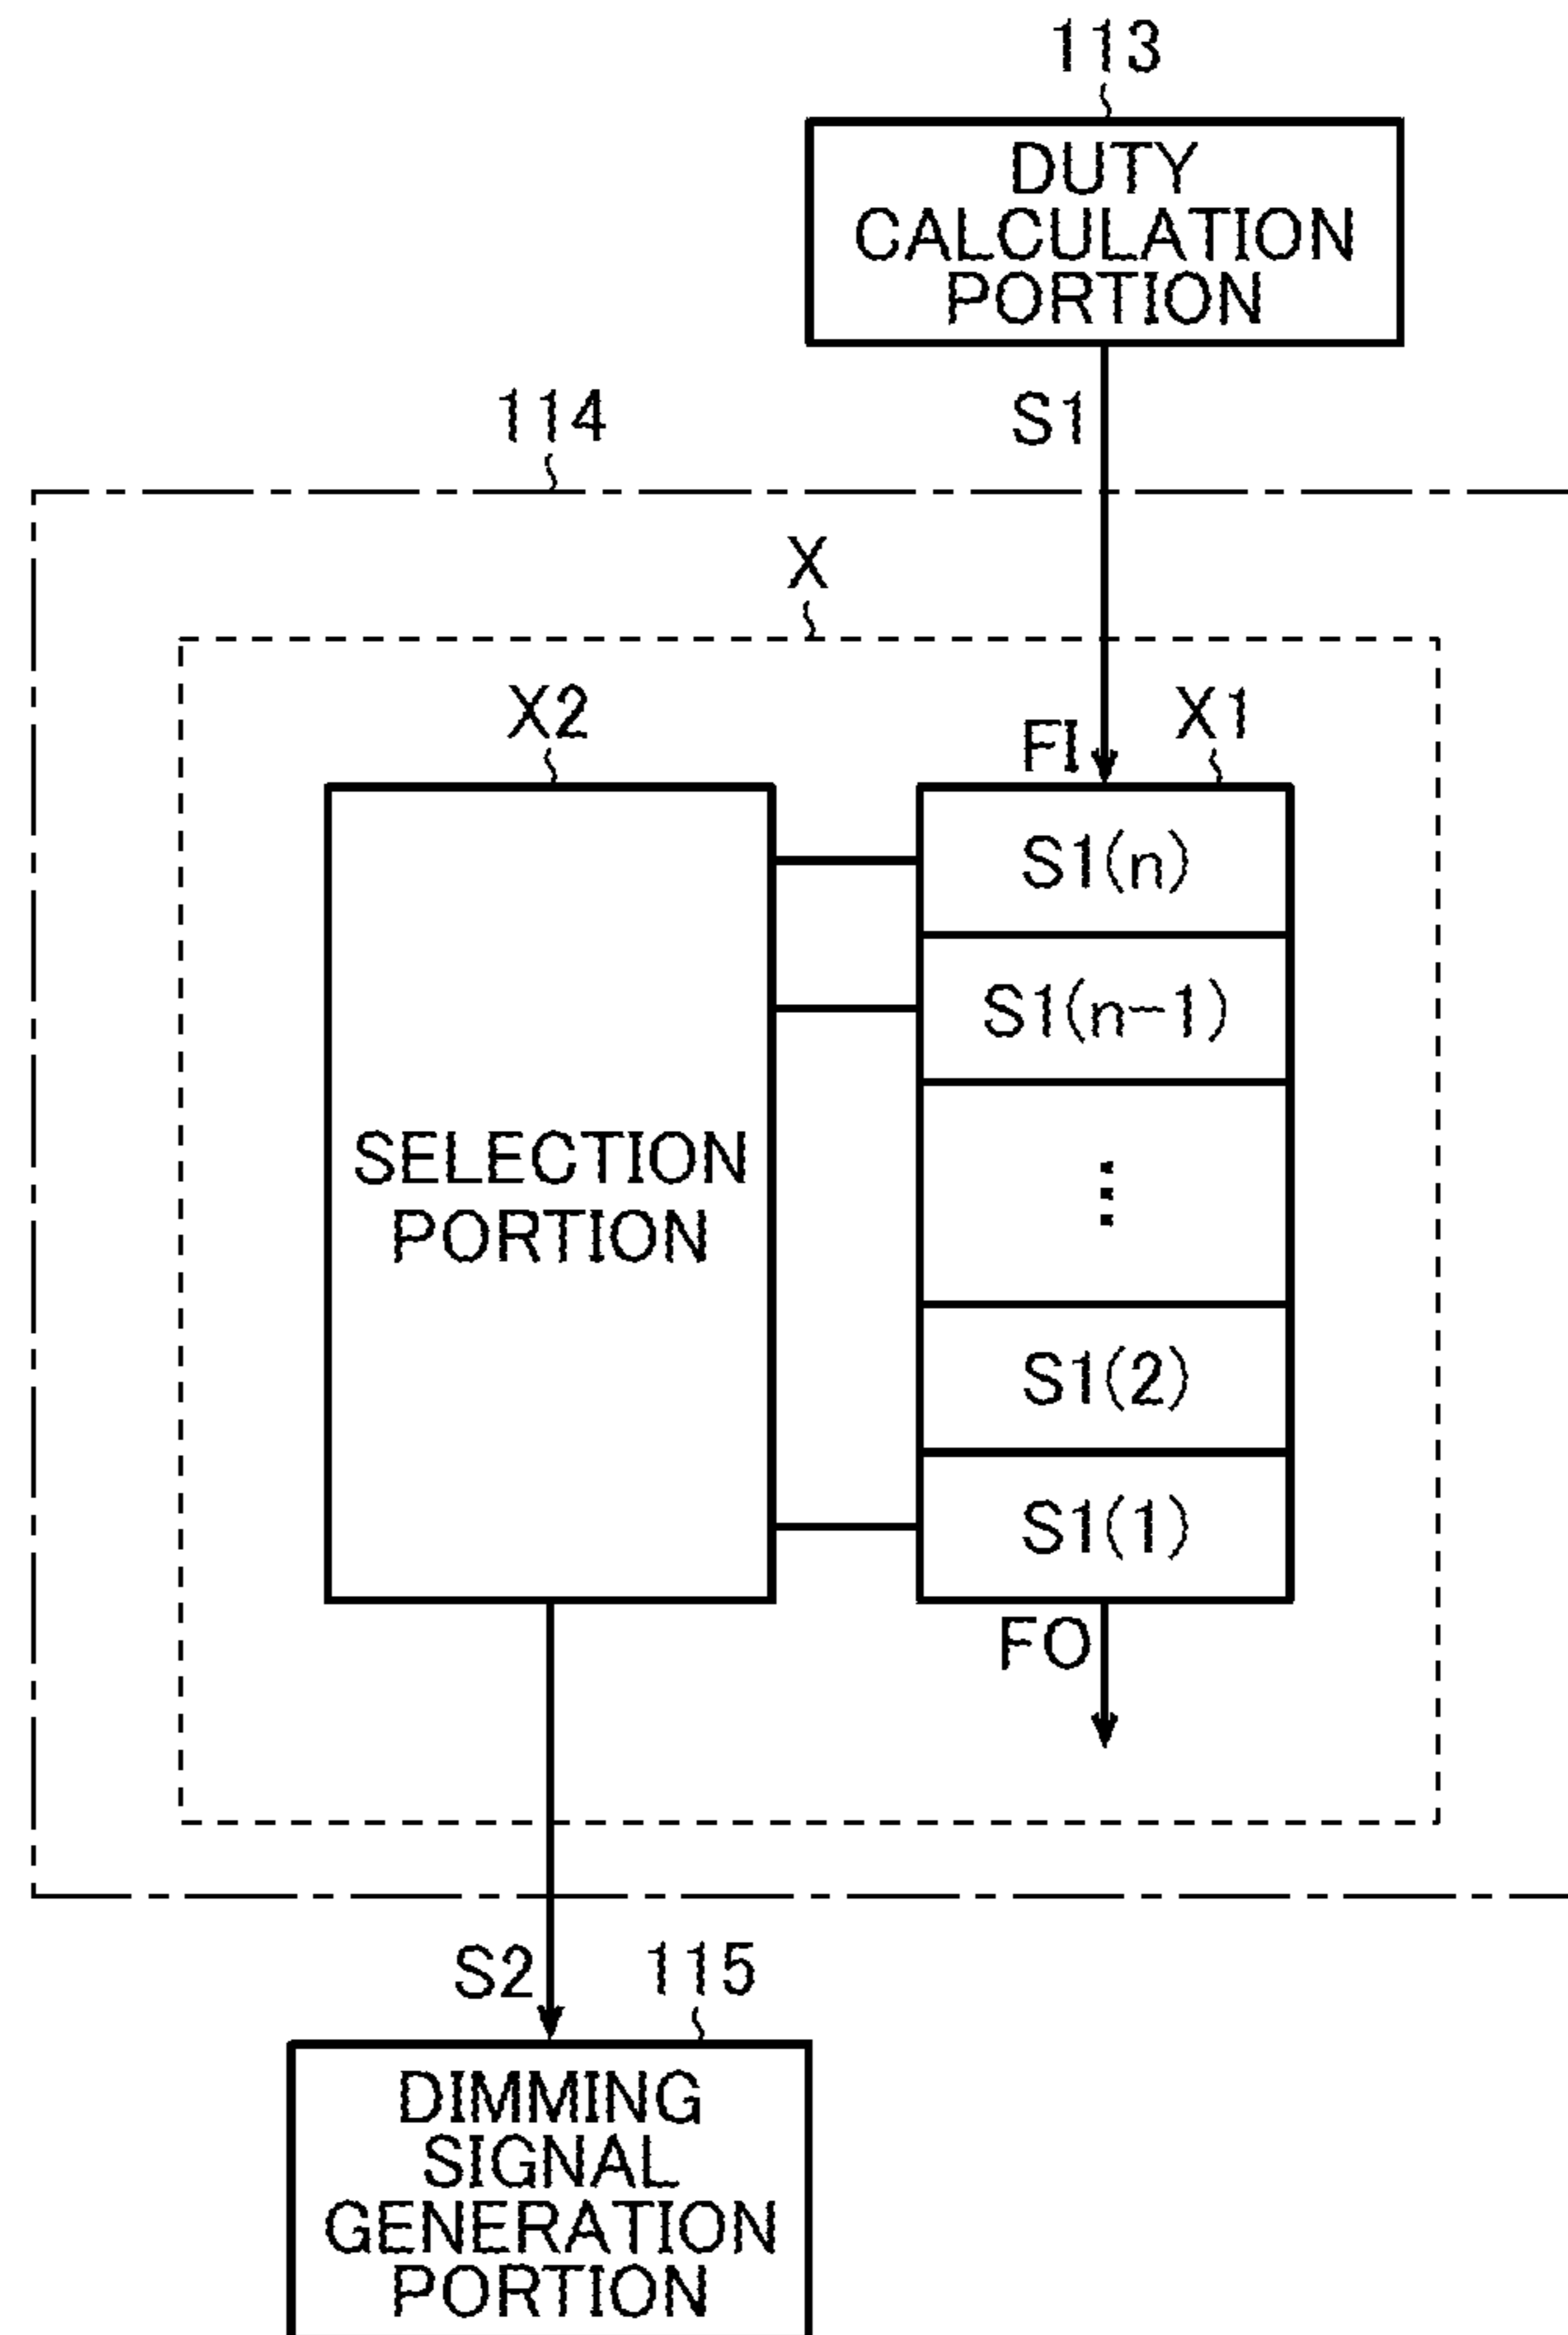 113
DUTY
CALCULATION
PORTION
S1
114
X
X2
FI
X1
S1(n)
S1(n-1)
⋮
S1(2)
S1(1)
SELECTION
PORTION
FO
S2
115
DIMMING
SIGNAL
GENERATION
PORTION